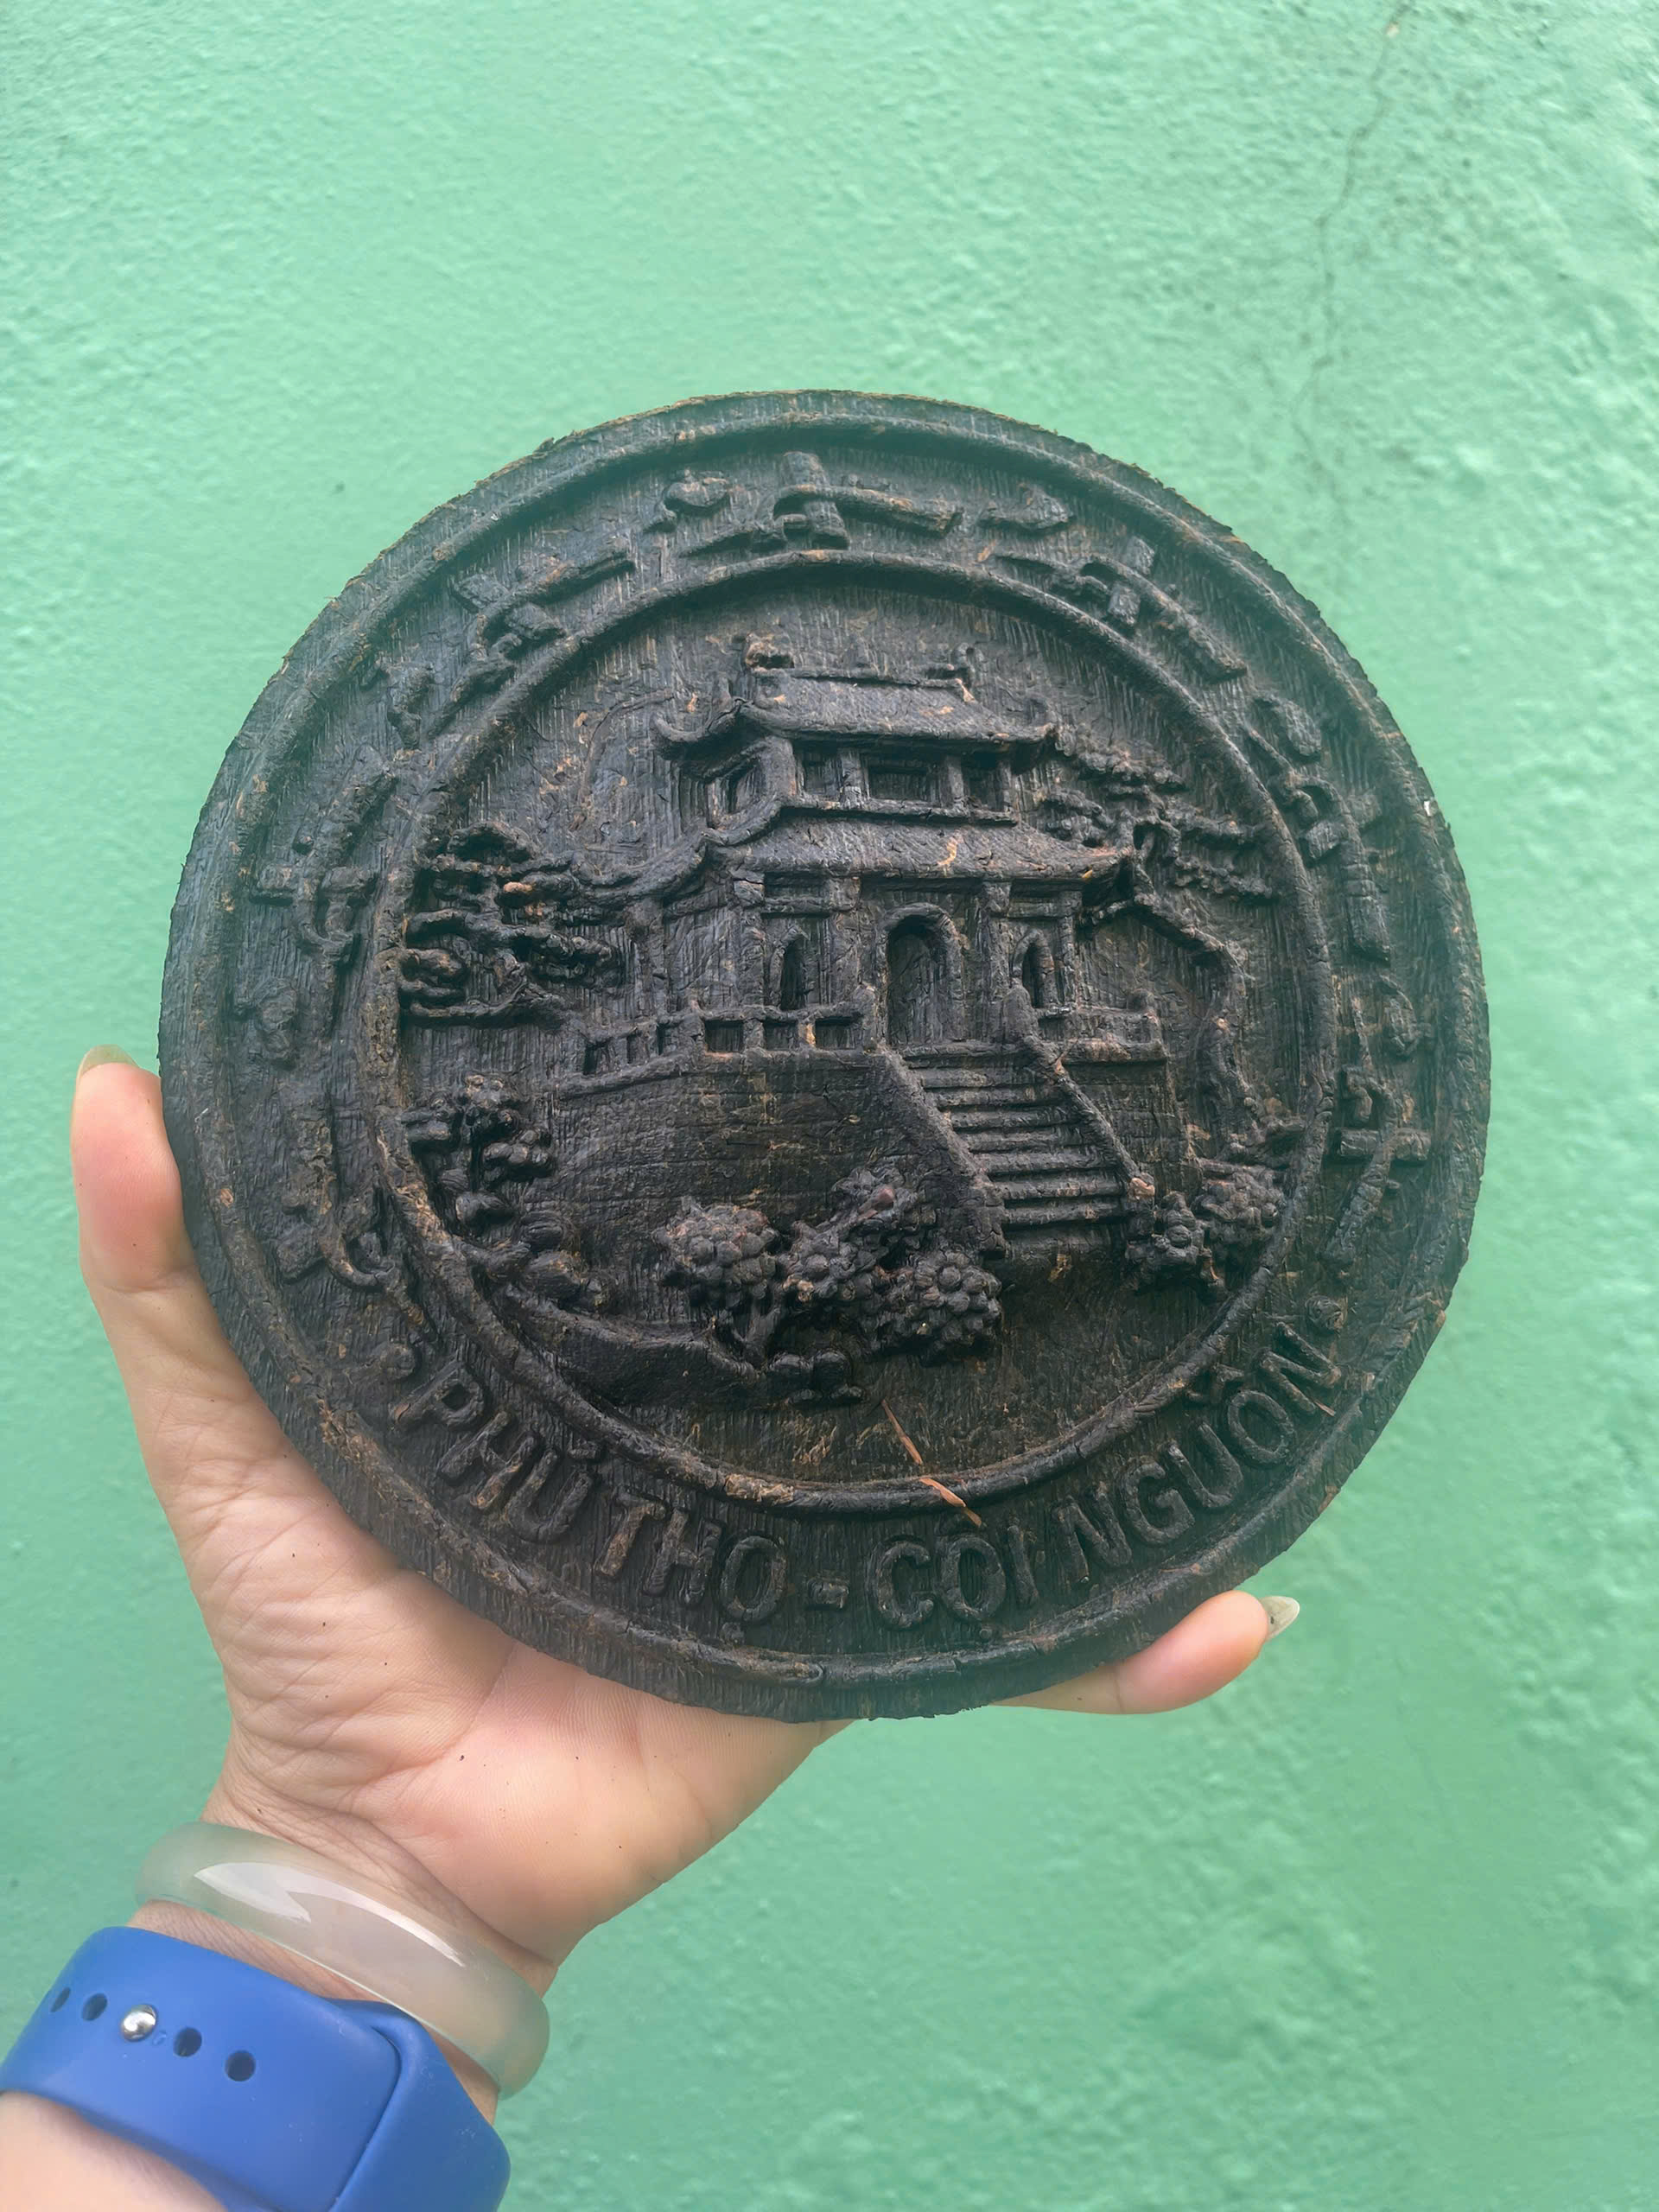 PHÚ THỌ - CỘI NGUỒN